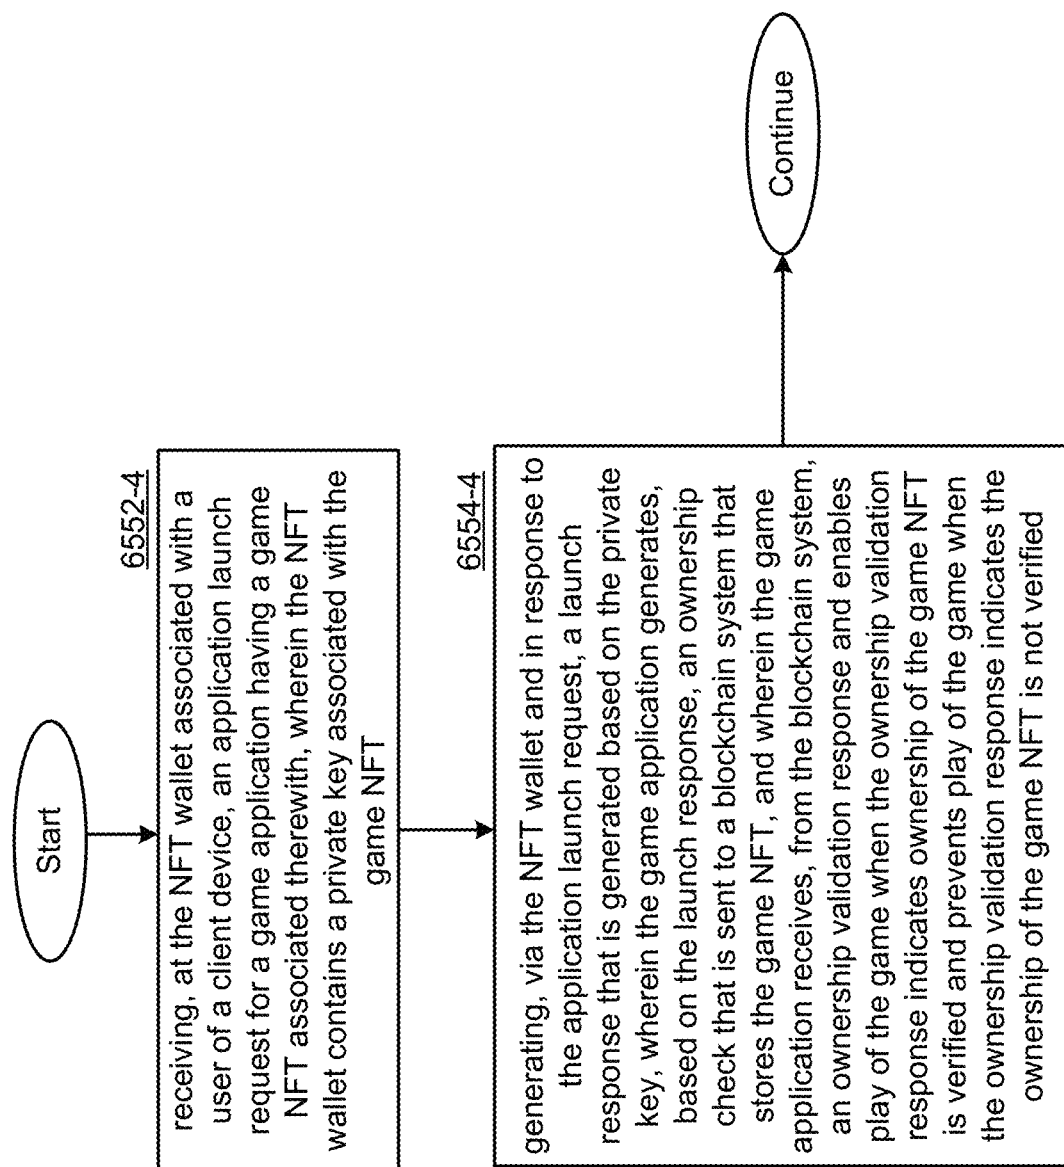 Start
6552-4
receiving, at the NFT wallet associated with a
user of a client device, an application launch
request for a game application having a game
NFT associated therewith, wherein the NFT
wallet contains a private key associated with the
game NFT
6554-4
generating, via the NFT wallet and in response to
the application launch request, a launch
response that is generated based on the private
key, wherein the game application generates,
based on the launch response, an ownership
check that is sent to a blockchain system that
stores the game NFT, and wherein the game
application receives, from the blockchain system,
an ownership validation response and enables
play of the game when the ownership validation
response indicates ownership of the game NFT
is verified and prevents play of the game when
the ownership validation response indicates the
ownership of the game NFT is not verified
Continue